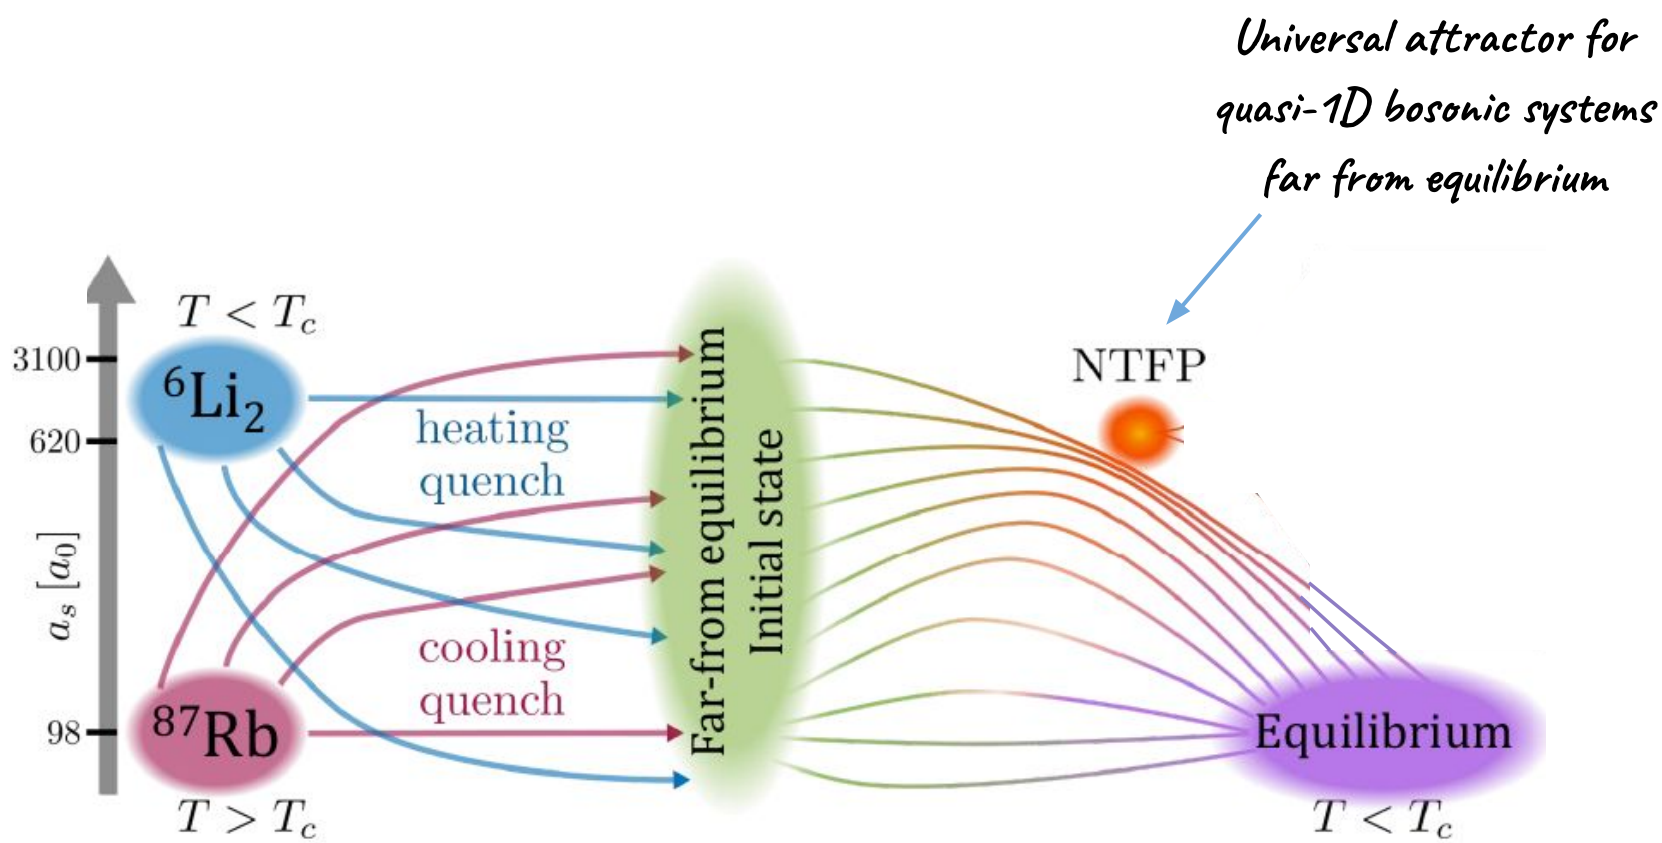 Universal attractor for
quasi-1D bosonic systems
far from equilibrium
T < T_c
3100
⁶Li₂
620
heating
quench
NTFP
Far-from equilibrium
Initial state
a_s [a_0]
cooling
quench
98
⁸⁷Rb
Equilibrium
T > T_c
T < T_c